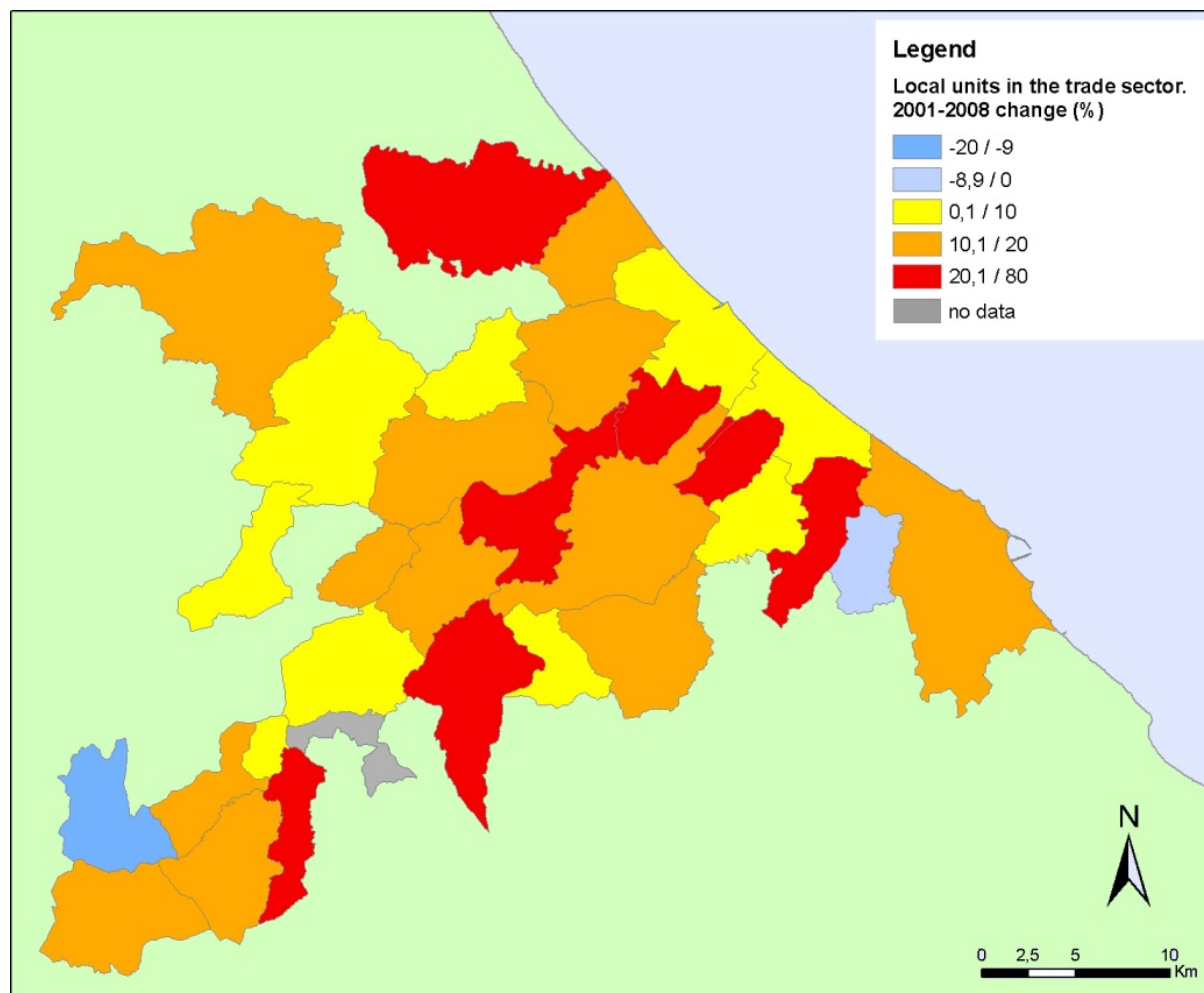 Legend
Local units in the trade sector.
2001-2008 change (%)
-20 / -9
-8,9 / 0
0,1 / 10
10,1 / 20
20,1 / 80
no data
N
0 2,5 5 10
Km